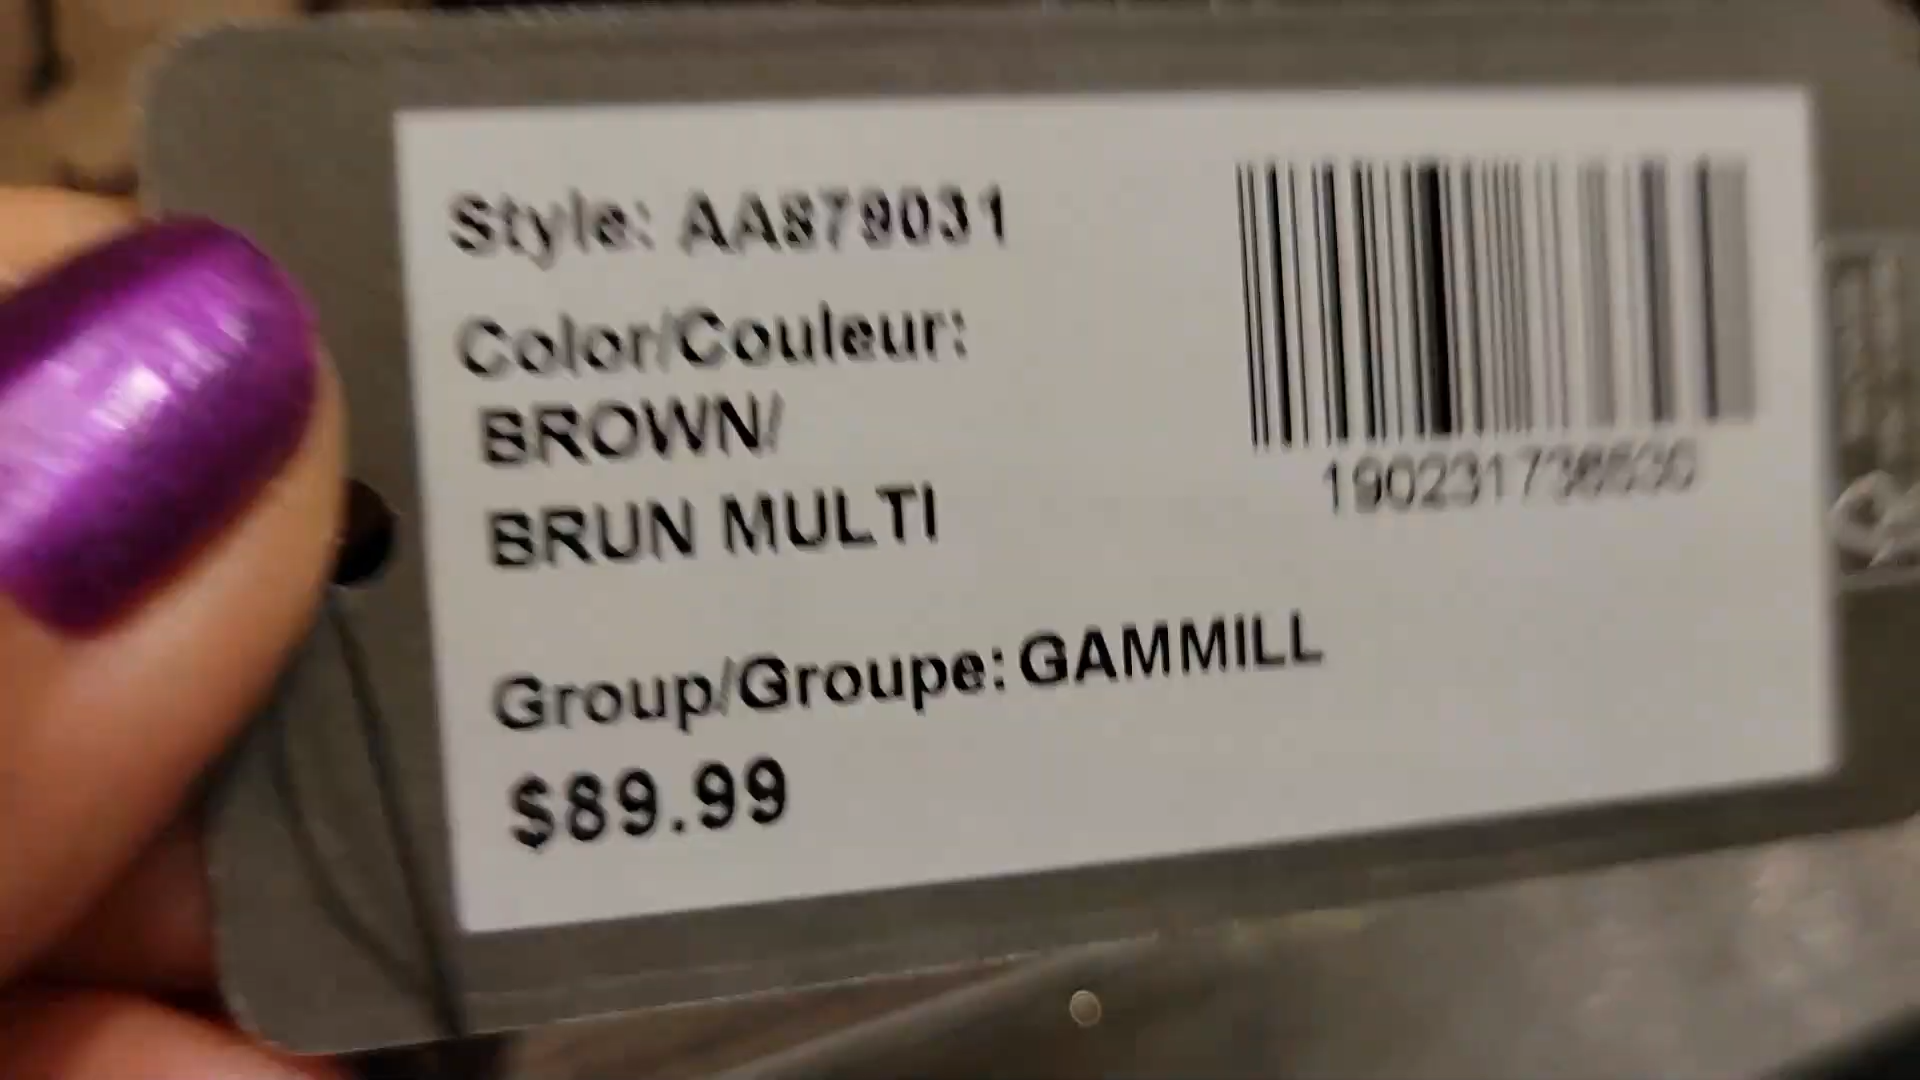 Style: AA879031
Color/Couleur:
BROWN/
BRUN MULTI
Group/Groupe: GAMMILL
$89.99